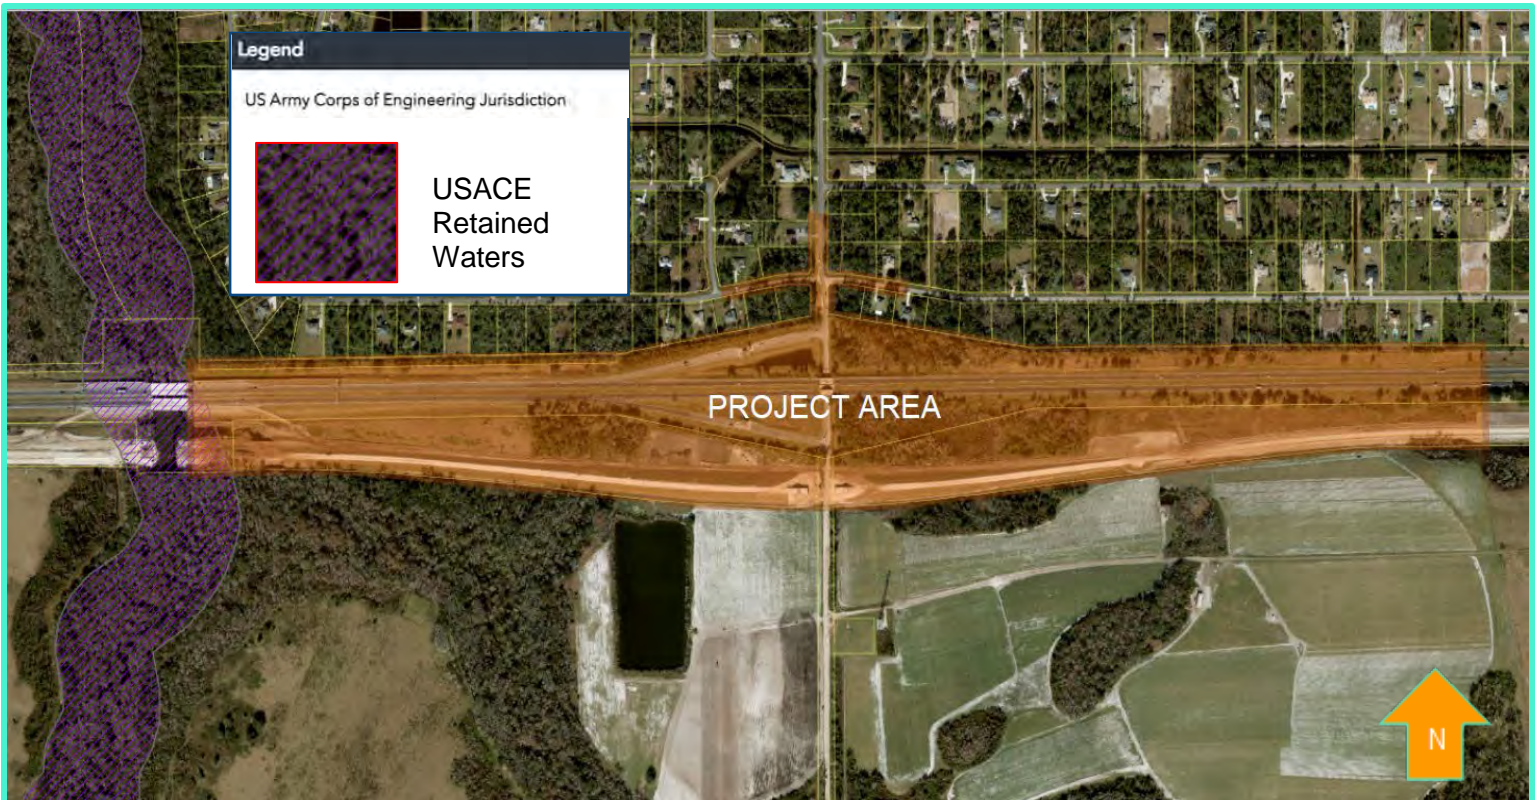 Legend
US Army Corps of Engineering Jurisdiction
USACE
Retained
Waters
PROJECT AREA
N